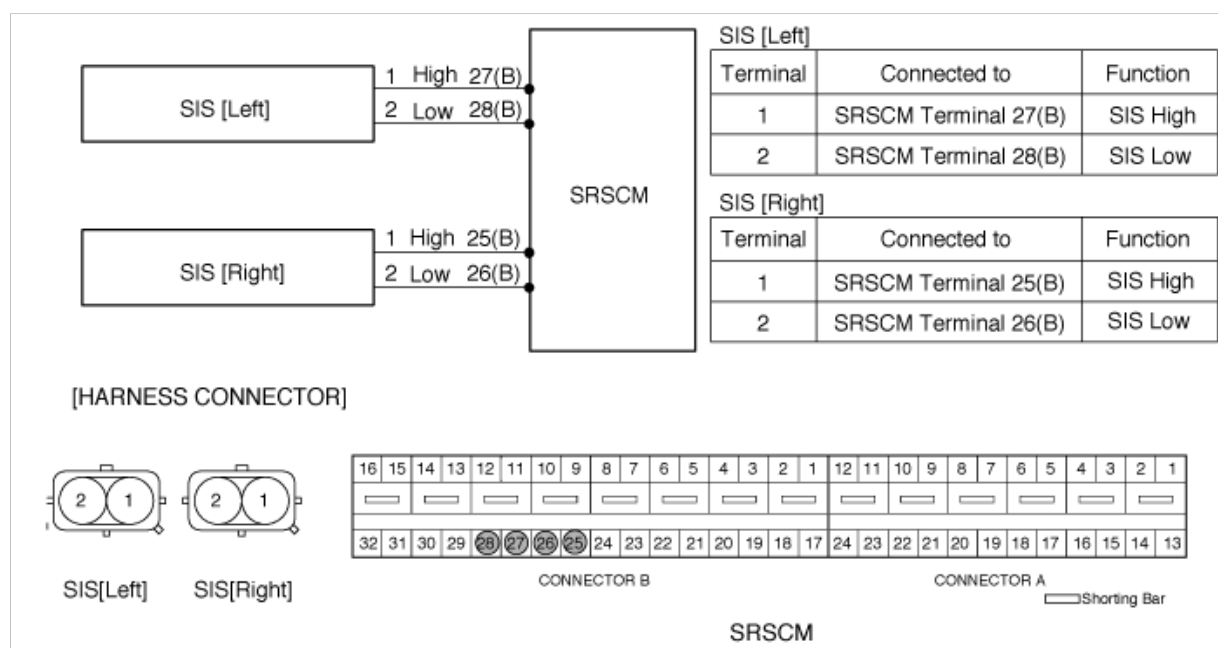 SIS [Left]
Terminal Connected to Function
1 SRSCM Terminal 27(B) SIS High
2 SRSCM Terminal 28(B) SIS Low
SIS [Left]
1 High 27(B)
2 Low 28(B)
SRSCM
SIS [Right]
Terminal Connected to Function
1 SRSCM Terminal 25(B) SIS High
2 SRSCM Terminal 26(B) SIS Low
SIS [Right]
1 High 25(B)
2 Low 26(B)
[HARNESS CONNECTOR]
2 1
2 1
16 15 14 13 12 11 10 9 8 7 6 5 4 3 2 1 12 11 10 9 8 7 6 5 4 3 2 1
32 31 30 29 28 27 26 25 24 23 22 21 20 19 18 17 24 23 22 21 20 19 18 17 16 15 14 13
SIS[Left] SIS[Right]
CONNECTOR B CONNECTOR A
Shorting Bar
SRSCM